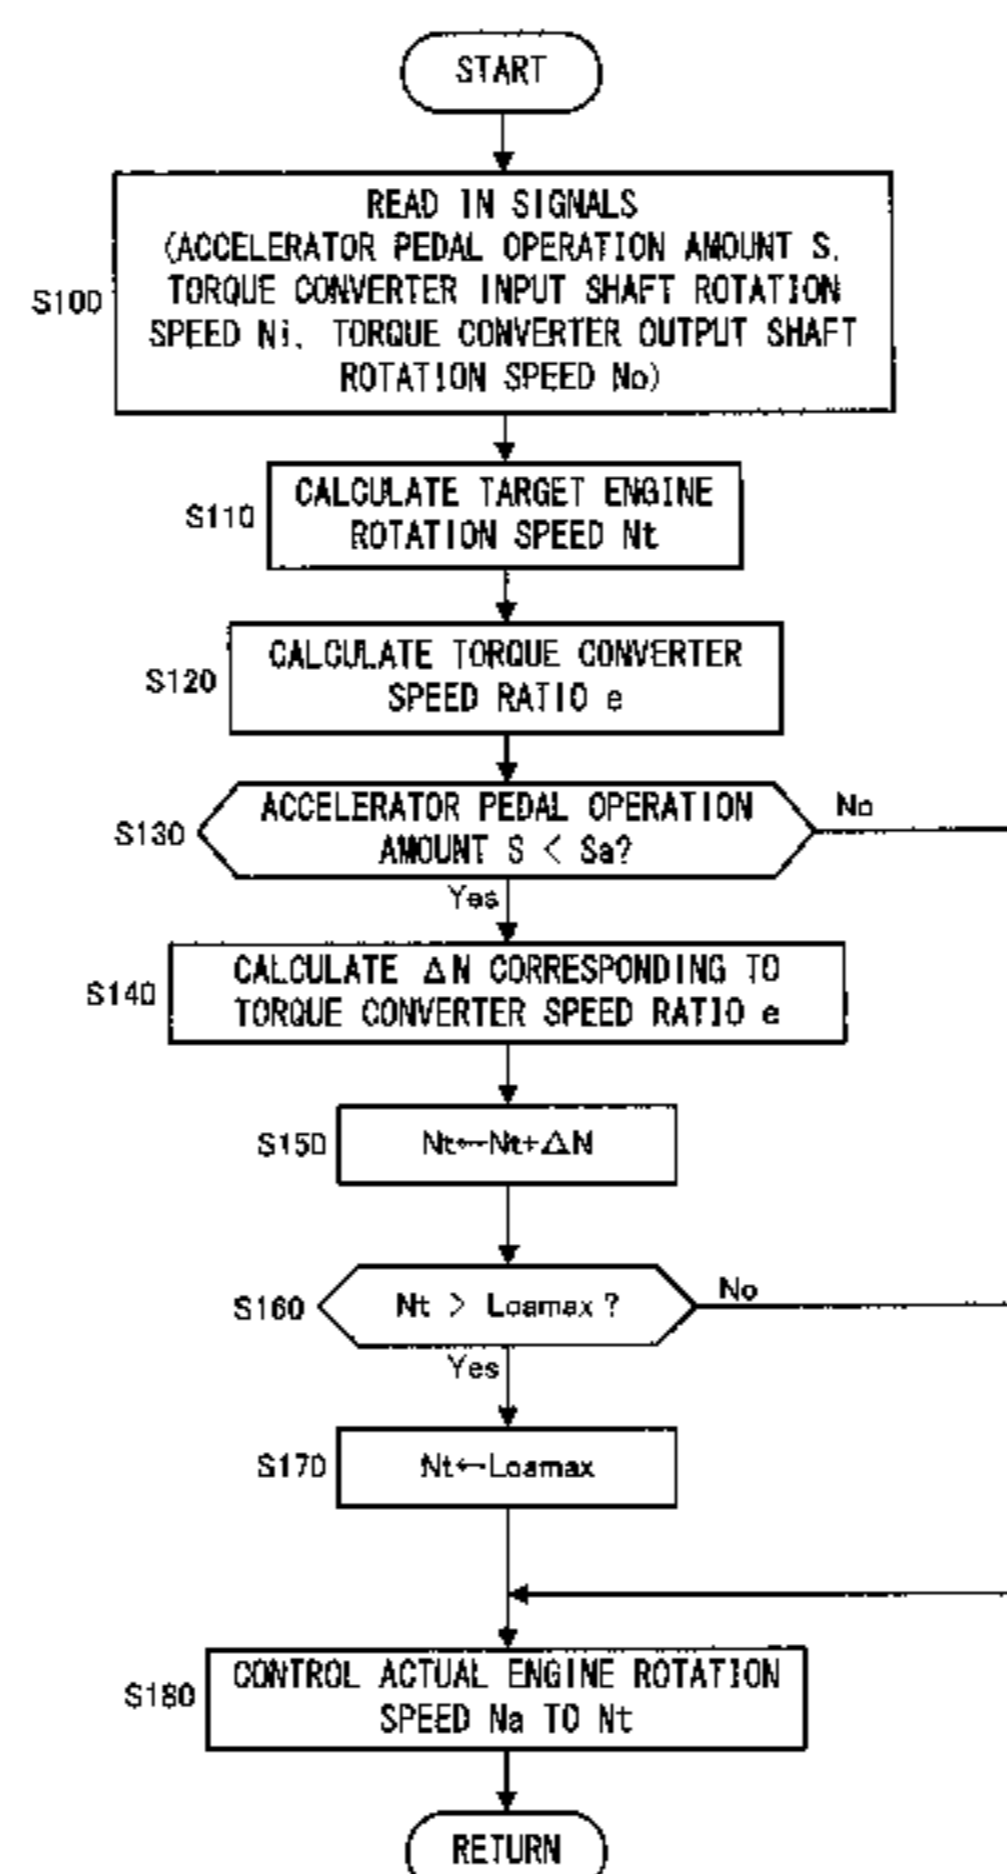 START
READ IN SIGNALS
(ACCELERATOR PEDAL OPERATION AMOUNT S,
TORQUE CONVERTER INPUT SHAFT ROTATION
SPEED Ni, TORQUE CONVERTER OUTPUT SHAFT
ROTATION SPEED No)
S100
CALCULATE TARGET ENGINE
ROTATION SPEED Nt
S110
CALCULATE TORQUE CONVERTER
SPEED RATIO e
S120
ACCELERATOR PEDAL OPERATION
AMOUNT S < Sa?
S130
No
Yes
CALCULATE ΔN CORRESPONDING TO
TORQUE CONVERTER SPEED RATIO e
S140
S150
Nt←Nt+ΔN
S160
Nt > Loamax ?
No
Yes
S170
Nt←Loamax
CONTROL ACTUAL ENGINE ROTATION
SPEED Na TO Nt
S180
RETURN